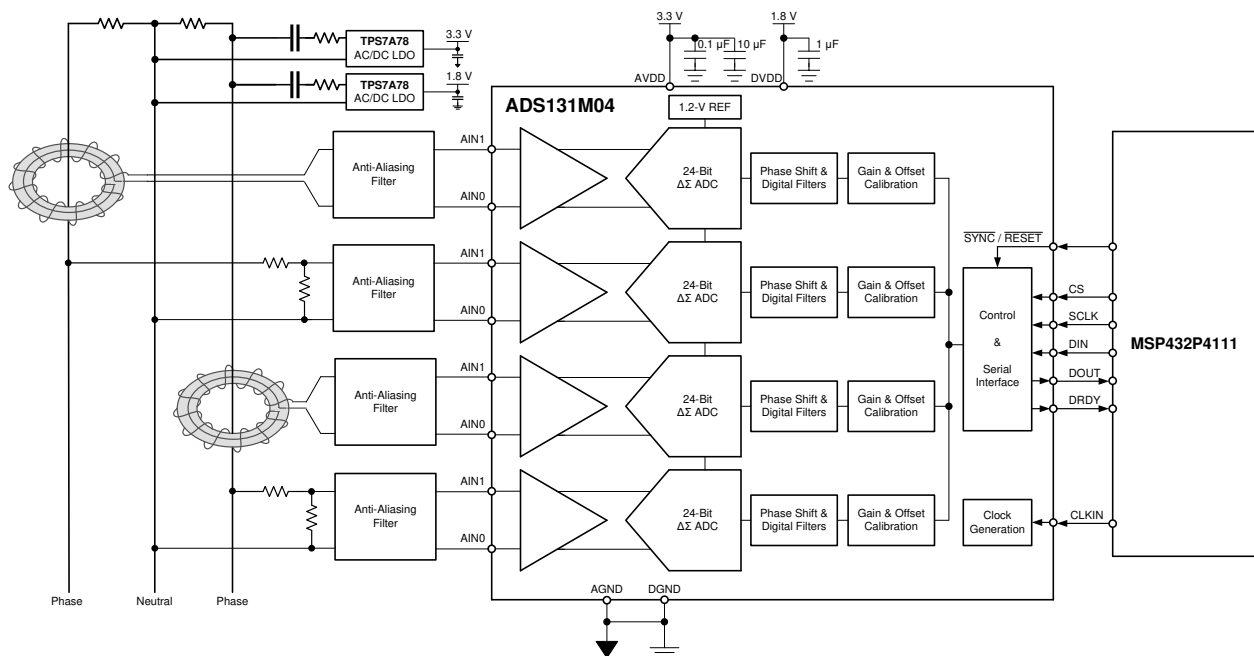 TPS7A78
AC/DC LDO
3.3 V
TPS7A78
AC/DC LDO
1.8 V
3.3 V
0.1 µF
10 µF
1.8 V
1 µF
AVDD
DVDD
ADS131M04
1.2-V REF
Anti-Aliasing
Filter
AIN1
AIN0
24-Bit
ΔΣ ADC
Phase Shift &
Digital Filters
Gain & Offset
Calibration
Anti-Aliasing
Filter
AIN1
AIN0
24-Bit
ΔΣ ADC
Phase Shift &
Digital Filters
Gain & Offset
Calibration
Anti-Aliasing
Filter
AIN1
AIN0
24-Bit
ΔΣ ADC
Phase Shift &
Digital Filters
Gain & Offset
Calibration
Anti-Aliasing
Filter
AIN1
AIN0
24-Bit
ΔΣ ADC
Phase Shift &
Digital Filters
Gain & Offset
Calibration
SYNC / RESET
Control
&
Serial
Interface
CS
SCLK
DIN
DOUT
DRDY
MSP432P4111
Clock
Generation
CLKIN
Phase
Neutral
Phase
AGND
DGND